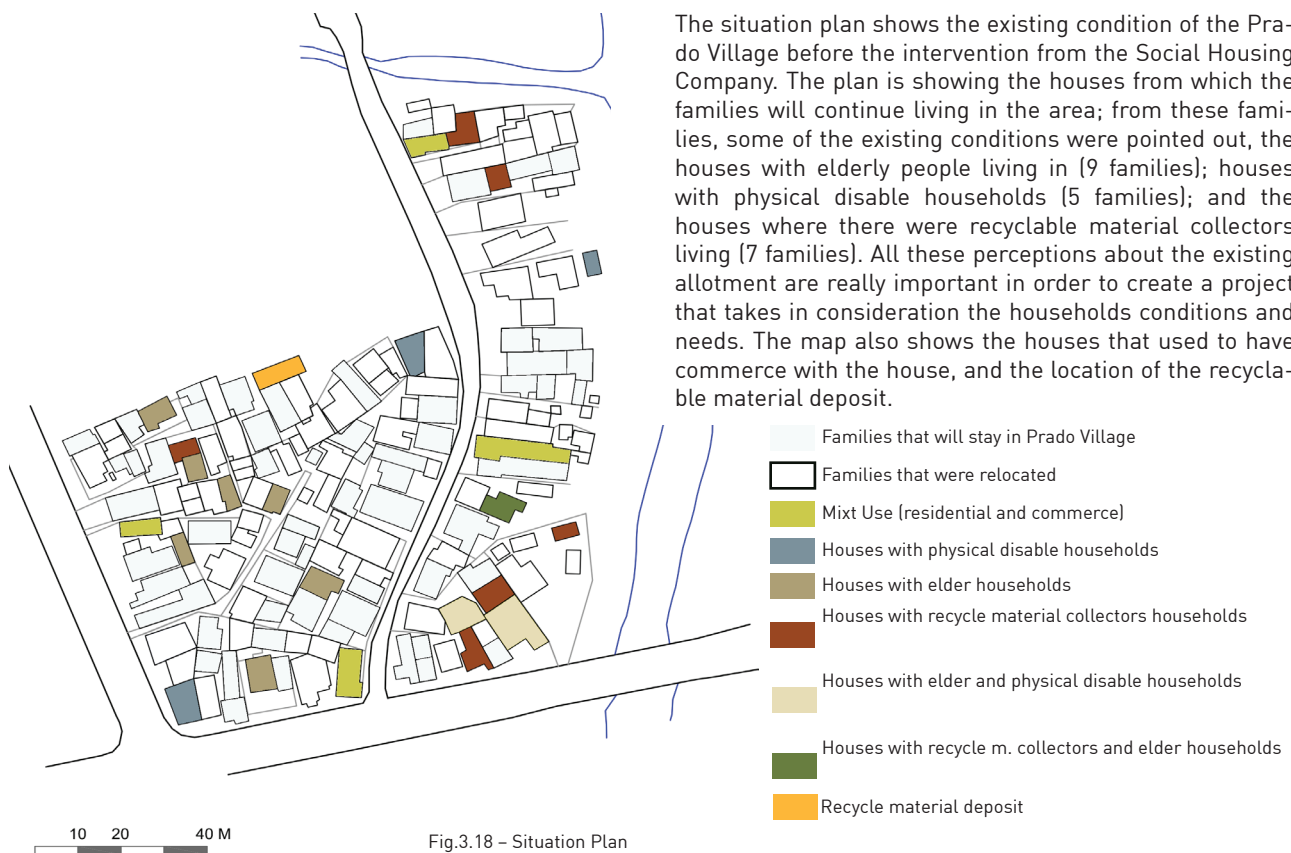 The situation plan shows the existing condition of the Pra-
do Village before the intervention from the Social Housing
Company. The plan is showing the houses from which the
families will continue living in the area; from these fami-
lies, some of the existing conditions were pointed out, the
houses with elderly people living in (9 families); houses
with physical disable households (5 families); and the
houses where there were recyclable material collectors
living (7 families). All these perceptions about the existing
allotment are really important in order to create a project
that takes in consideration the households conditions and
needs. The map also shows the houses that used to have
commerce with the house, and the location of the recycla-
ble material deposit.
Families that will stay in Prado Village
Families that were relocated
Mixt Use (residential and commerce)
Houses with physical disable households
Houses with elder households
Houses with recycle material collectors households
Houses with elder and physical disable households
Houses with recycle m. collectors and elder households
Recycle material deposit
10 20 40 M
Fig.3.18 – Situation Plan